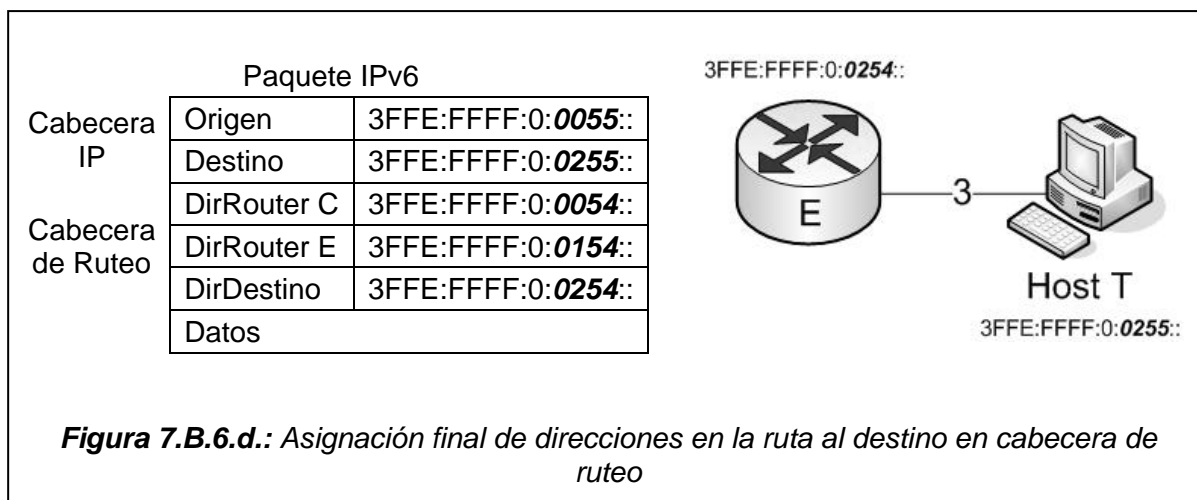 Paquete IPv6
Cabecera IP
Origen 3FFE:FFFF:0:0055::
Destino 3FFE:FFFF:0:0255::
Cabecera de Ruteo
DirRouter C 3FFE:FFFF:0:0054::
DirRouter E 3FFE:FFFF:0:0154::
DirDestino 3FFE:FFFF:0:0254::
Datos
3FFE:FFFF:0:0254::
E
3
Host T
3FFE:FFFF:0:0255::
Figura 7.B.6.d.: Asignación final de direcciones en la ruta al destino en cabecera de
ruteo